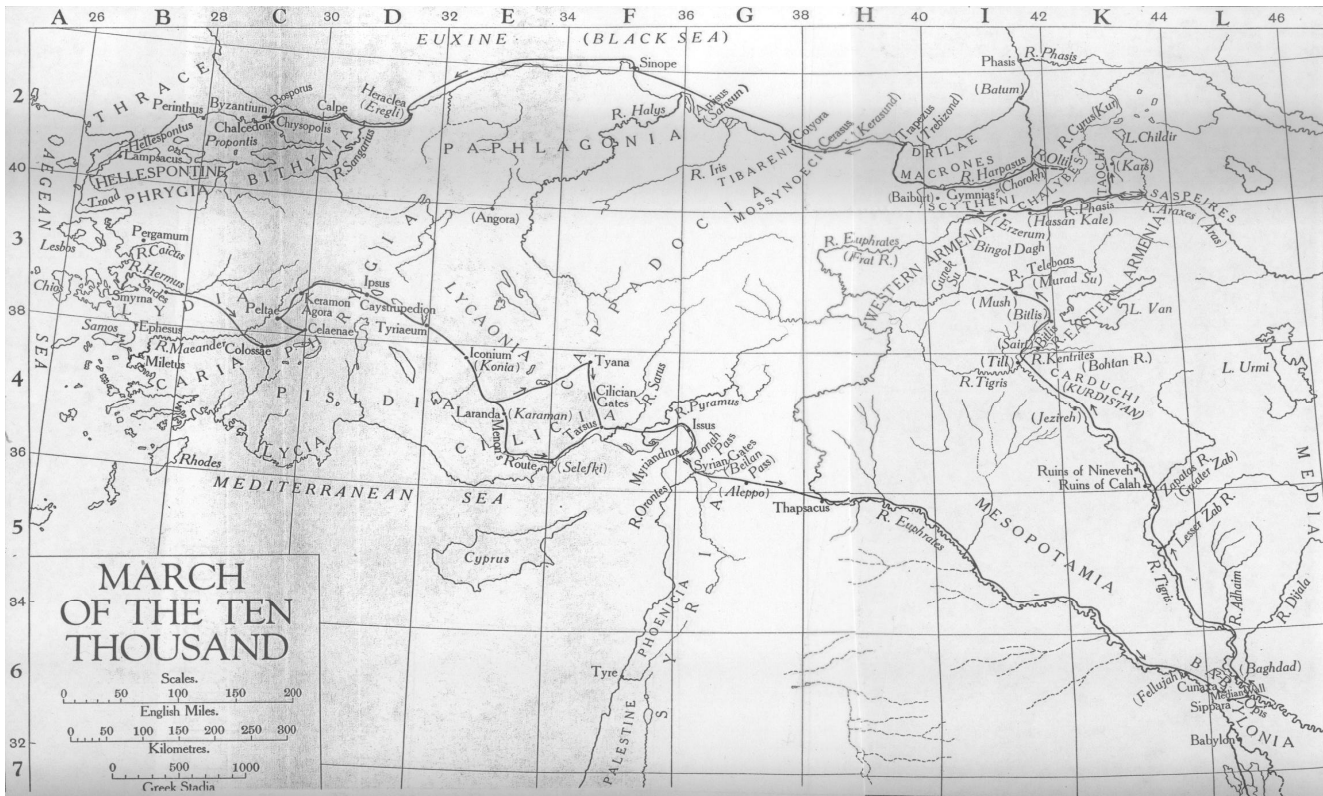 A B C D E F G H I K L
26 28 30 32 34 36 38 40 42 44 46
EUXINE (BLACK SEA)
Sinope
Phasis
R. Phasis
THRACE
Perinthus
Byzantium
Bosporus
Calpe
Heraclea
(Eregli)
R. Halys
Amisus
(Samsun)
(Batum)
2
Chalcedon
Chrysopolis
Propontis
Hellespontus
Lampsacus
R. Sangarius
BITHYNIA
PAPHLAGONIA
Cotyora
Cerasus
(Kerasund)
Trapezus
Trebizond)
DRILAE
R. Cyrus(Kur)
L. Childir
AEGEAN
SEA
40
HELLESPONTINE
PHRYGIA
Troad
R. Iris
TIBARENI
MOSSYNOECI
MACRONES
R. Harpasus
(Chorokh)
R. Olti
(Kars)
TAOCHI
CHALYBES
(Baiburt)
Gymnias
SCYTHENI
SASPEIRES
(Angora)
R. Phasis
(Hassan Kale)
R. Araxes
(Aras)
(Erzerum)
3
Lesbos
Pergamum
R. Caicus
R. Hermus
Sardes
Smyrna
Chios
PHRYGIA
CAPPADOCIA
R. Euphrates
(Frat R.)
WESTERN ARMENIA
Bingol Dagh
Gunek
Su
R. Teleboas
(Murad Su)
EASTERN ARMENIA
LYDIA
Peltae
Keramon
Agora
Ipsus
Caystrupedion
LYCAONIA
(Mush)
(Bitlis)
L. Van
38
Samos
Ephesus
R. Maeander
Miletus
Colossae
Celaenae
Tyriaeum
Iconium
(Konia)
Tyana
(Till)
R. Kentrites
(Bohtan R.)
L. Urmi
4
CARIA
PISIDIA
Cilician
Gates
R. Sarus
R. Pyramus
R. Tigris
CARDUCHI
(KURDISTAN)
(Jezireh)
Laranda
(Karaman)
CILICIA
Tarsus
Issus
Jonah
Pass
Menon's
Route
(Selefki)
Myriandrus
Syrian Gates
(Beilan
Pass)
36
LYCIA
Rhodes
MEDITERRANEAN SEA
(Aleppo)
Thapsacus
R. Orontes
Ruins of Nineveh
Ruins of Calah
Zapatas R.
(Greater Zab)
MEDIA
5
Cyprus
R. Euphrates
MESOPOTAMIA
Lesser Zab R.
R. Tigris
R. Adhaim
R. Dijala
MARCH
OF THE TEN
THOUSAND
34
PHOENICIA
SYRIA
Tyre
PALESTINE
6
(Fellujah)
Cunaxa
(Baghdad)
Median Wall
Sippara
Opis
BABYLONIA
Babylon
32
7
Scales.
0 50 100 150 200
English Miles.
0 50 100 150 200 250 300
Kilometres.
0 500 1000
Greek Stadia